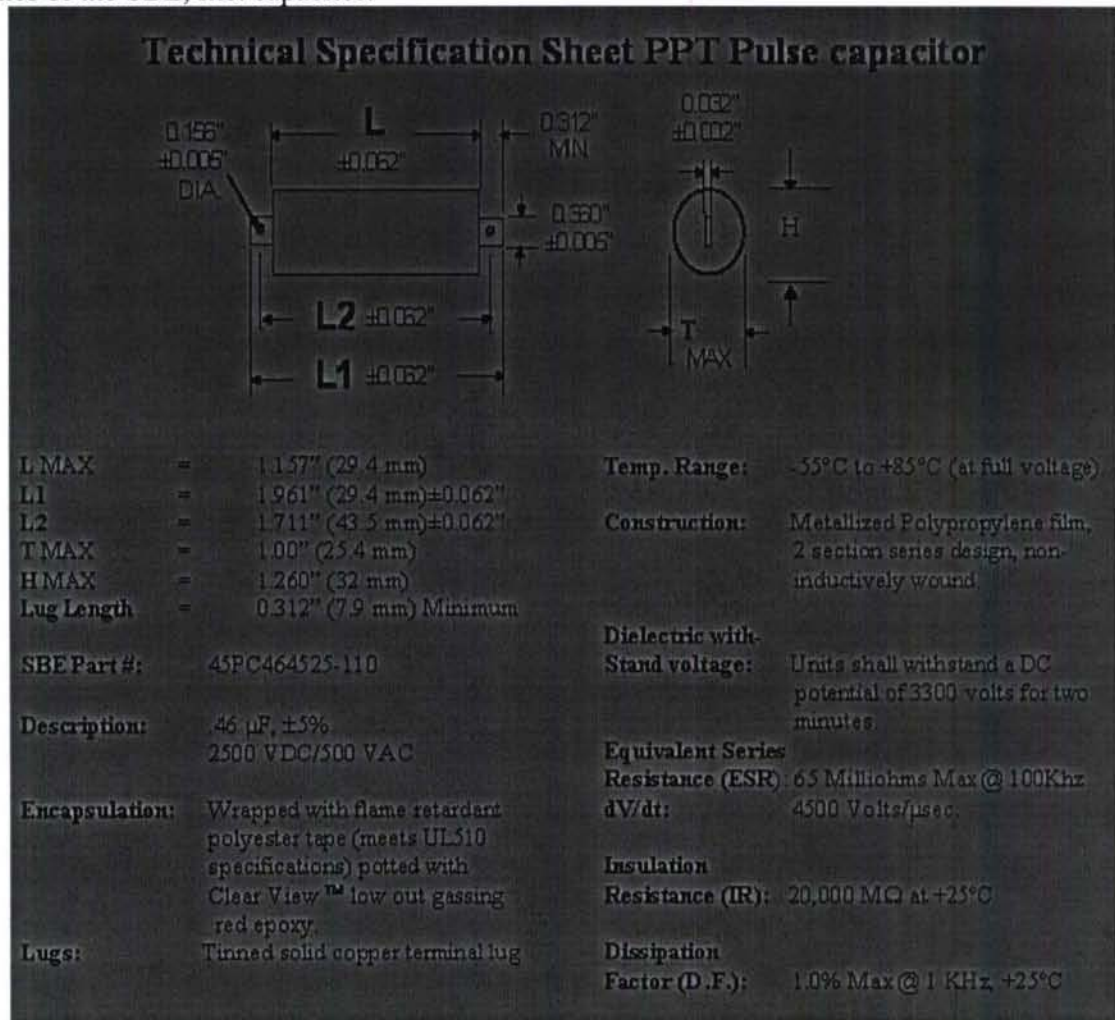 Technical Specification Sheet PPT Pulse capacitor
0.156"
±0.005"
DIA.
L
±0.062"
0.312"
MN
±0.006"
0.032"
±0.002"
H
T
MAX
L2 ±0.062"
L1 ±0.062"
L MAX = 1.157" (29.4 mm)
L1 = 1.961" (29.4 mm)±0.062"
L2 = 1.711" (43.5 mm)±0.062"
T MAX = 1.00" (25.4 mm)
H MAX = 1.260" (32 mm)
Lug Length = 0.312" (7.9 mm) Minimum
SBE Part #: 45PC464525-110
Description: .46 µF, ±5%
2500 VDC/500 VAC
Encapsulation: Wrapped with flame retardant
polyester tape (meets UL510
specifications) potted with
Clear View™ low out gassing
red epoxy.
Lugs: Tinned solid copper terminal lug
Temp. Range: -55°C to +85°C (at full voltage)
Construction: Metallized Polypropylene film,
2 section series design, non-
inductively wound.
Dielectric with-
Stand voltage: Units shall withstand a DC
potential of 3300 volts for two
minutes.
Equivalent Series
Resistance (ESR): 65 Milliohms Max @ 100Khz
dV/dt: 4500 Volts/µsec.
Insulation
Resistance (IR): 20,000 MΩ at +25°C
Dissipation
Factor (D.F.): 1.0% Max @ 1 KHz, +25°C